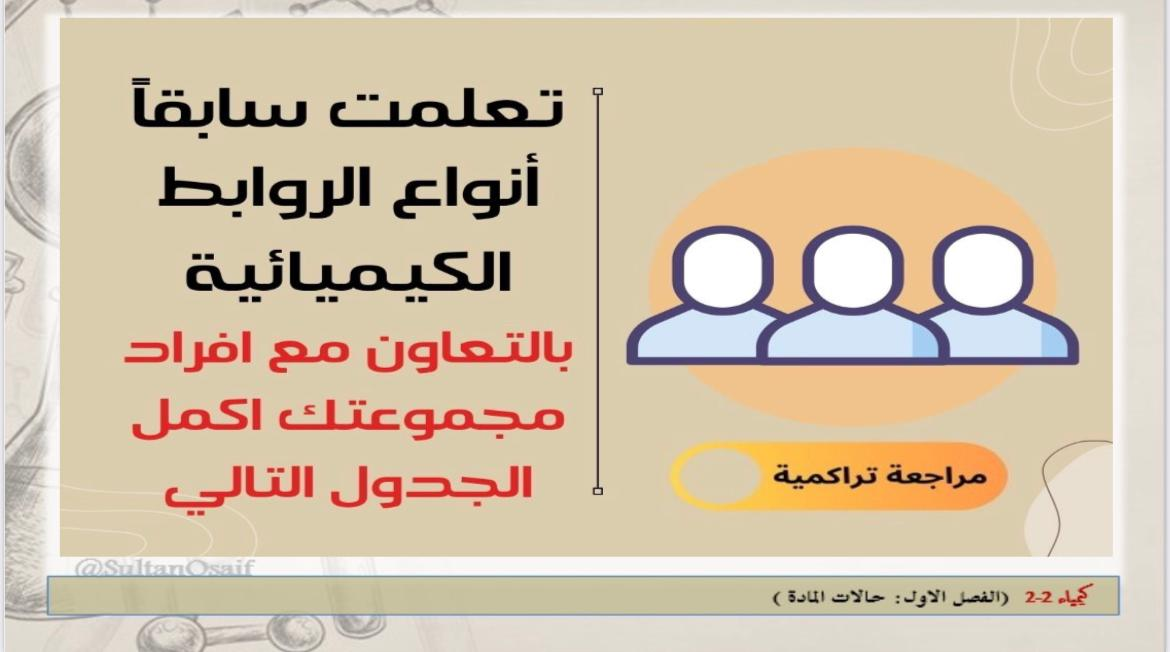 تعلمت سابقاً
أنواع الروابط
الكيميائية
بالتعاون مع افراد
مجموعتك اكمل
الجدول التالي
مراجعة تراكمية
@SultanOsaif
كيمياء 2-2 (الفصل الاول: حالات المادة )